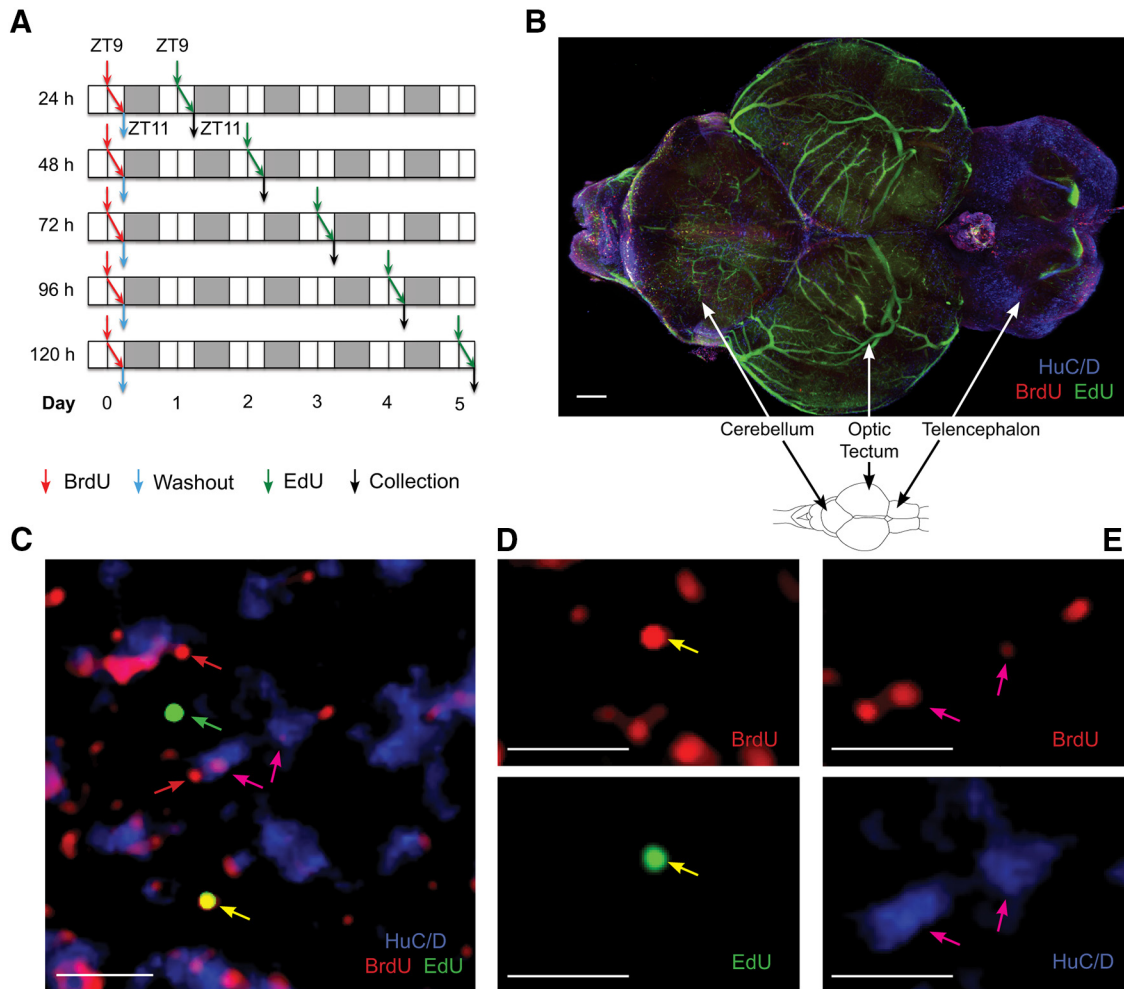 A
ZT9 ZT9
24 h
ZT11 ZT11
48 h
72 h
96 h
120 h
Day 0 1 2 3 4 5
BrdU Washout EdU Collection
B
HuC/D
BrdU EdU
Cerebellum Optic Tectum Telencephalon
C
HuC/D
BrdU EdU
D
BrdU
EdU
E
BrdU
HuC/D